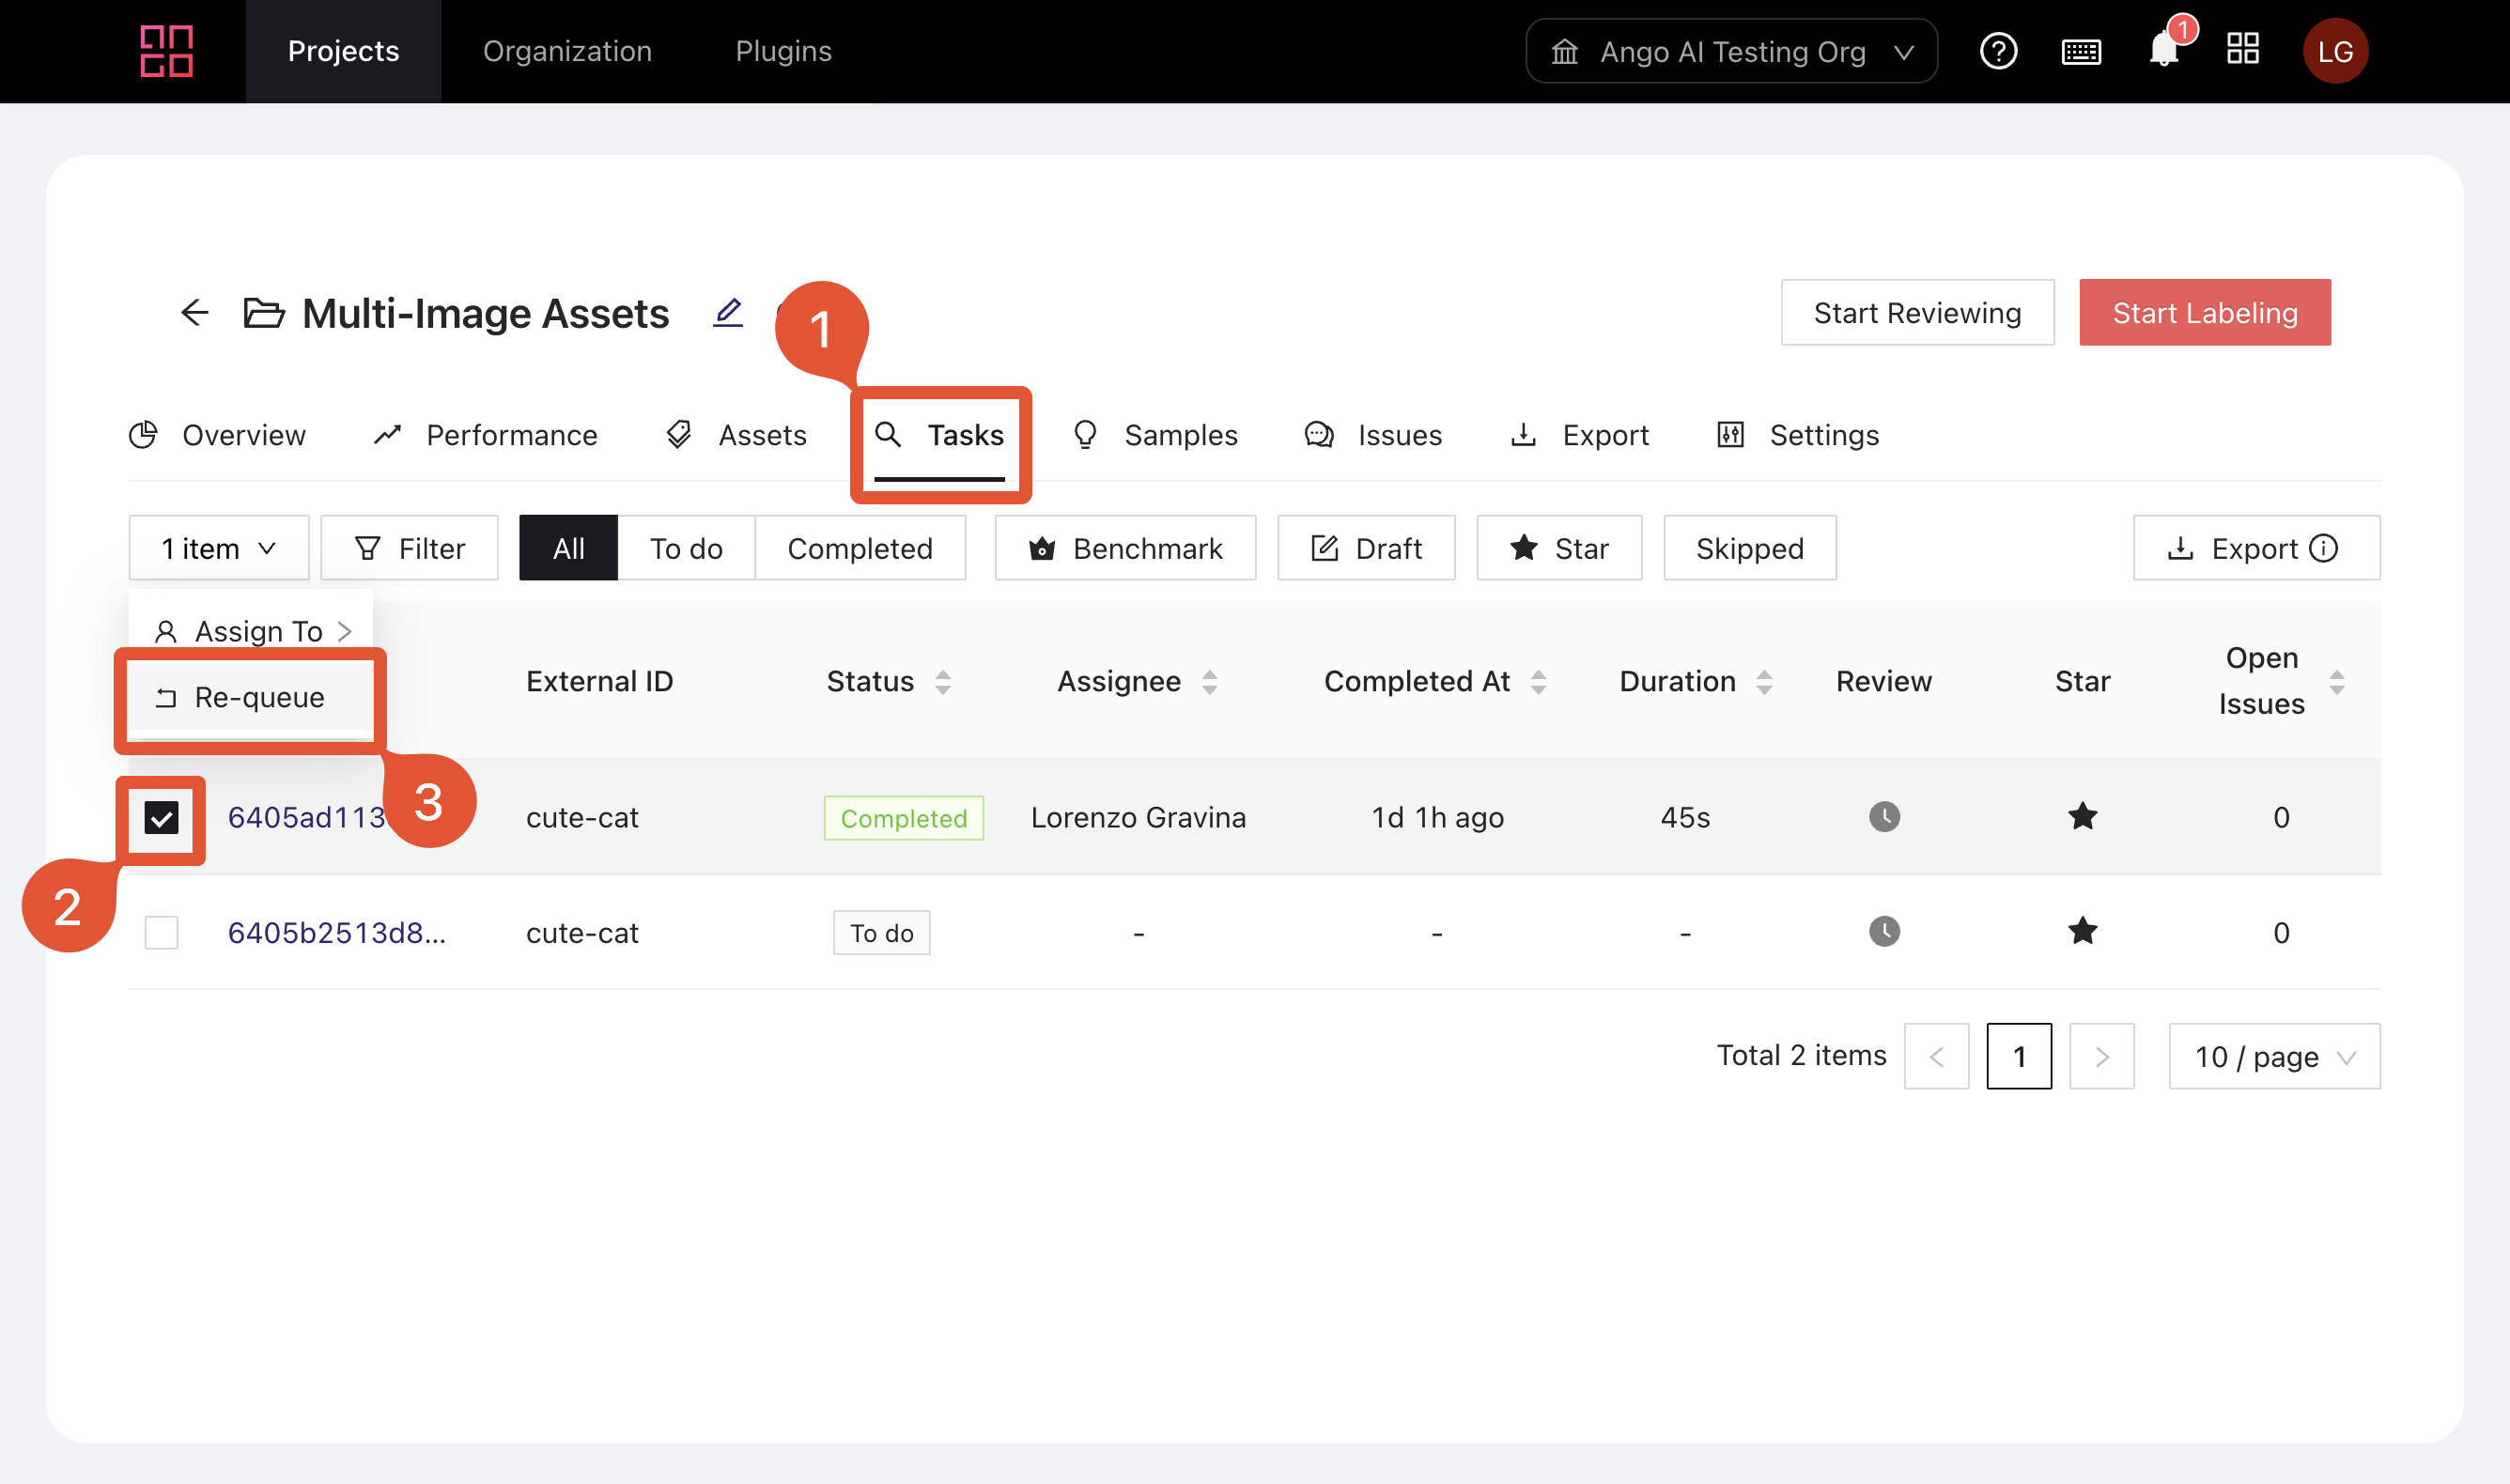 Projects Organization Plugins Ango AI Testing Org 1 LG
Multi-Image Assets 1 Start Reviewing Start Labeling
Overview Performance Assets Tasks Samples Issues Export Settings
1 item Filter All To do Completed Benchmark Draft Star Skipped Export
Assign To
Re-queue
External ID Status Assignee Completed At Duration Review Star Open Issues
3
6405ad113 cute-cat Completed Lorenzo Gravina 1d 1h ago 45s 0
2
6405b2513d8... cute-cat To do - - - 0
Total 2 items < 1 > 10 / page